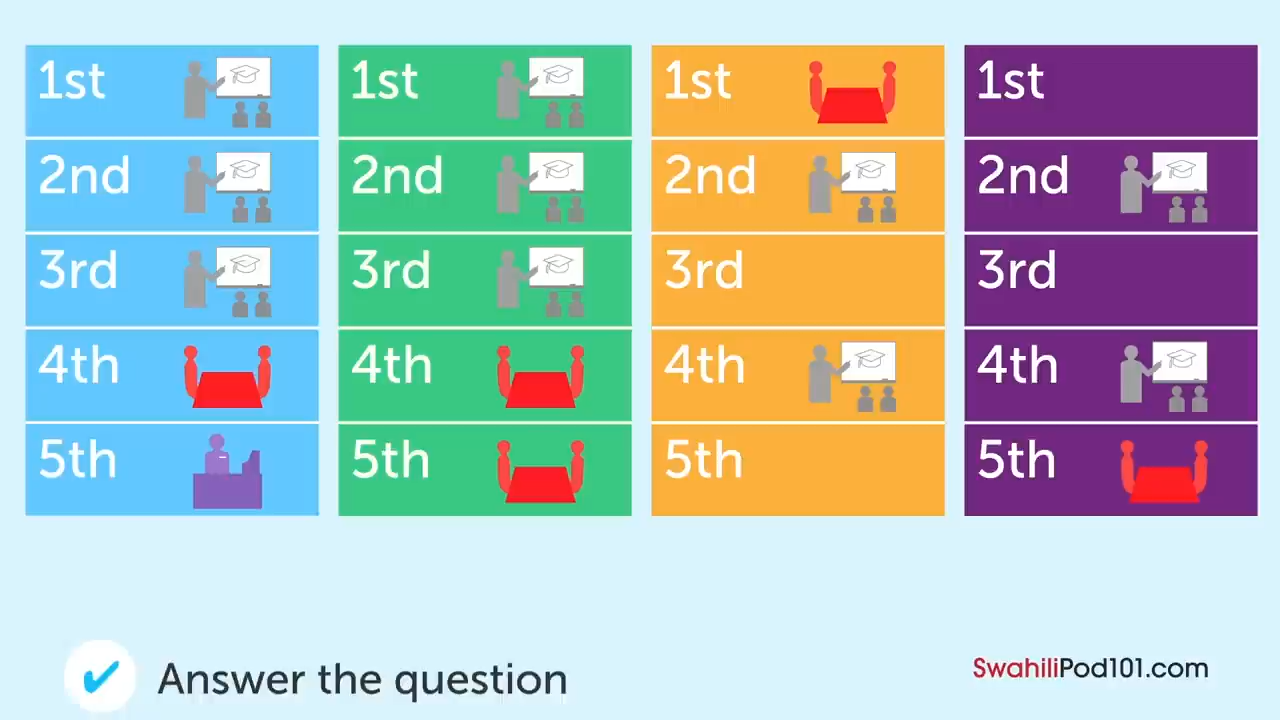 1st
2nd
3rd
4th
5th
1st
2nd
3rd
4th
5th
1st
2nd
3rd
4th
5th
1st
2nd
3rd
4th
5th
Answer the question
SwahiliPod101.com